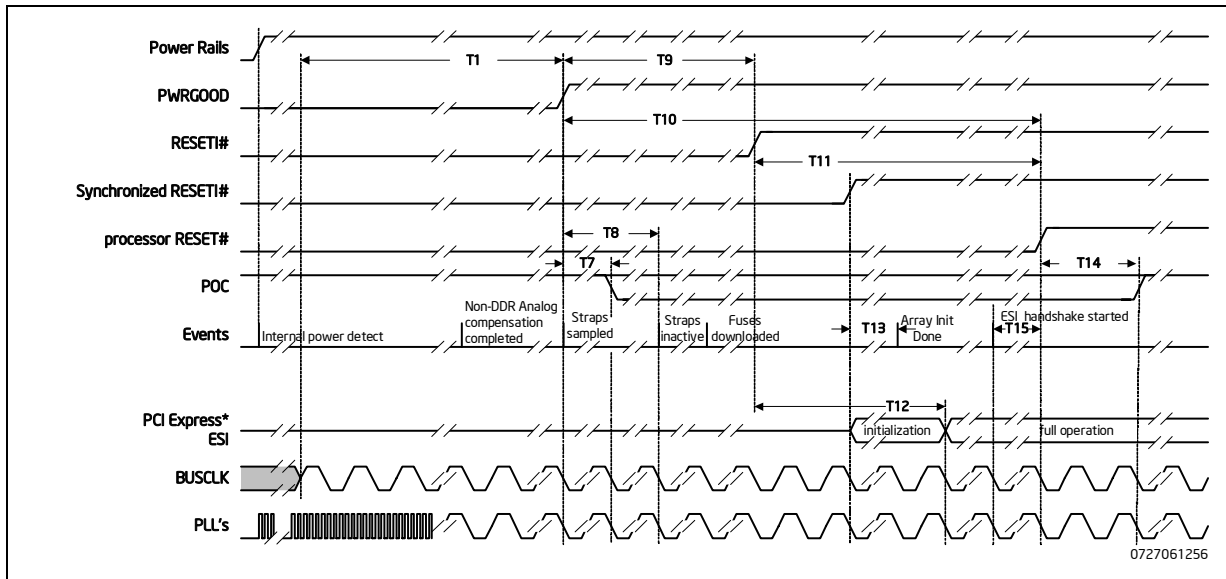 Power Rails
T1
T9
PWRGOOD
T10
RESETI#
T11
Synchronized RESETI#
T8
processor RESET#
T7
T14
POC
Events
Internal power detect
Non-DDR Analog
compensation
completed
Straps
sampled
Straps
inactive
Fuses
downloaded
T13
Array Init
Done
ESI handshake started
T15
T12
PCI Express*
ESI
initialization
full operation
BUSCLK
PLL's
0727061256